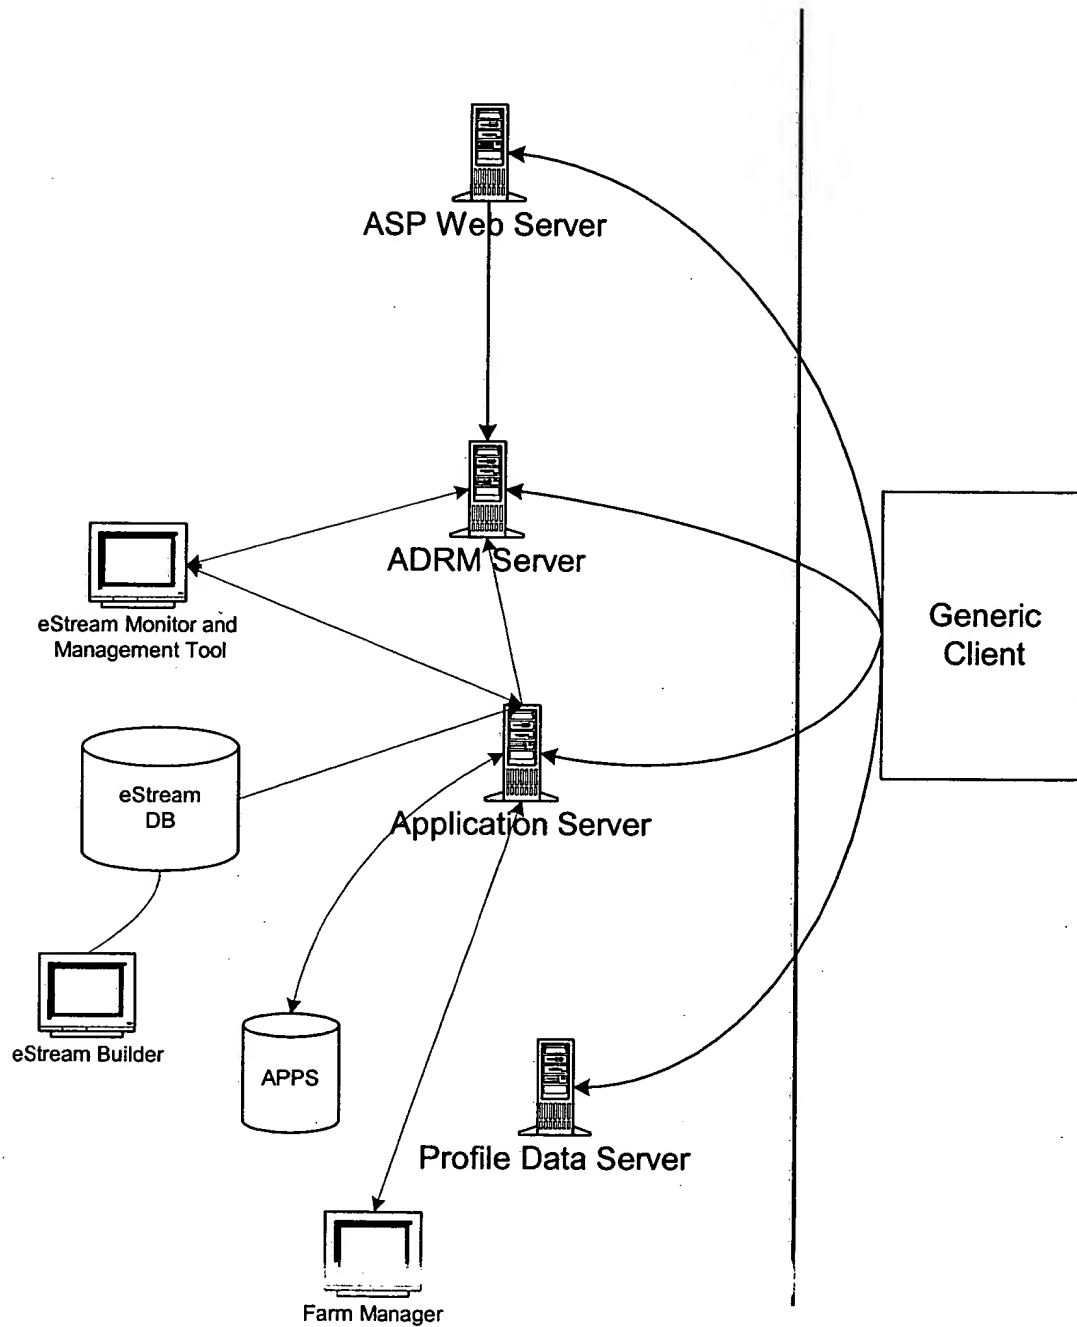 ASP Web Server
ADRM Server
eStream Monitor and
Management Tool
Generic
Client
eStream
DB
Application Server
eStream Builder
APPS
Profile Data Server
Farm Manager